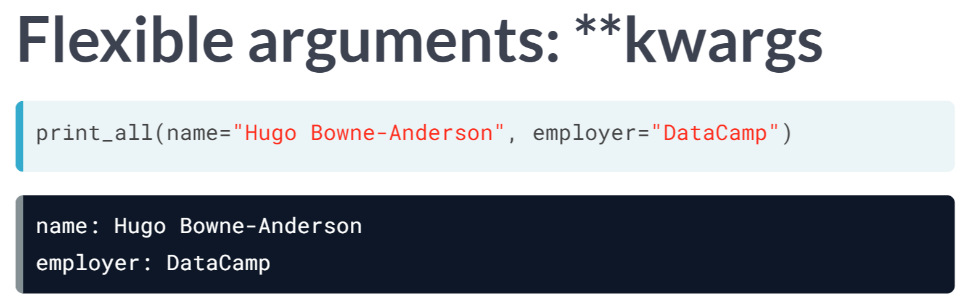 Flexible arguments: **kwargs
print_all(name="Hugo Bowne-Anderson", employer="DataCamp")
name: Hugo Bowne-Anderson
employer: DataCamp